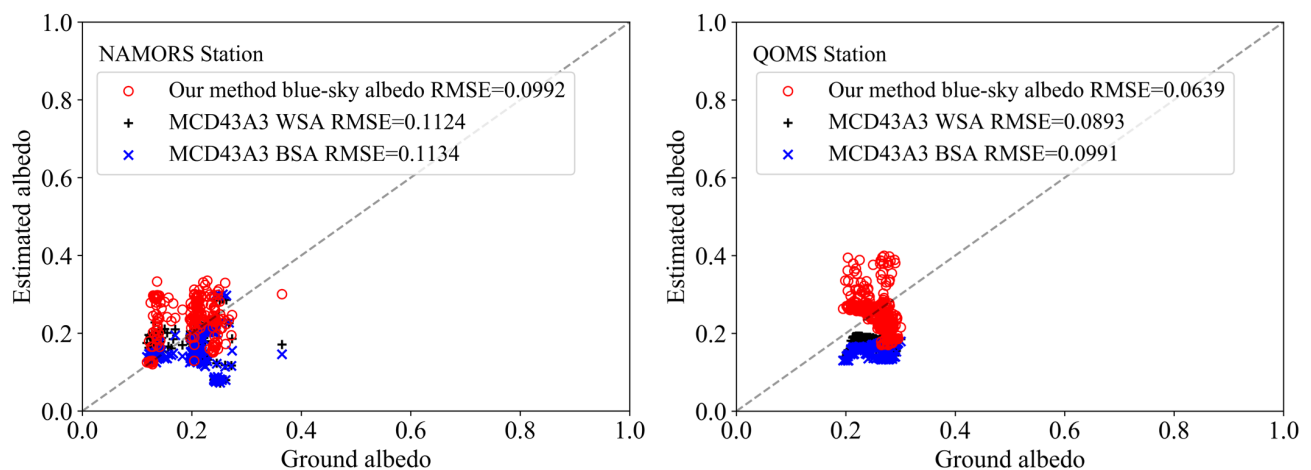 NAMORS Station
Our method blue-sky albedo RMSE=0.0992
MCD43A3 WSA RMSE=0.1124
MCD43A3 BSA RMSE=0.1134
Estimated albedo
1.0
0.8
0.6
0.4
0.2
0.0
0.0 0.2 0.4 0.6 0.8 1.0
Ground albedo
QOMS Station
Our method blue-sky albedo RMSE=0.0639
MCD43A3 WSA RMSE=0.0893
MCD43A3 BSA RMSE=0.0991
Estimated albedo
1.0
0.8
0.6
0.4
0.2
0.0
0.0 0.2 0.4 0.6 0.8 1.0
Ground albedo